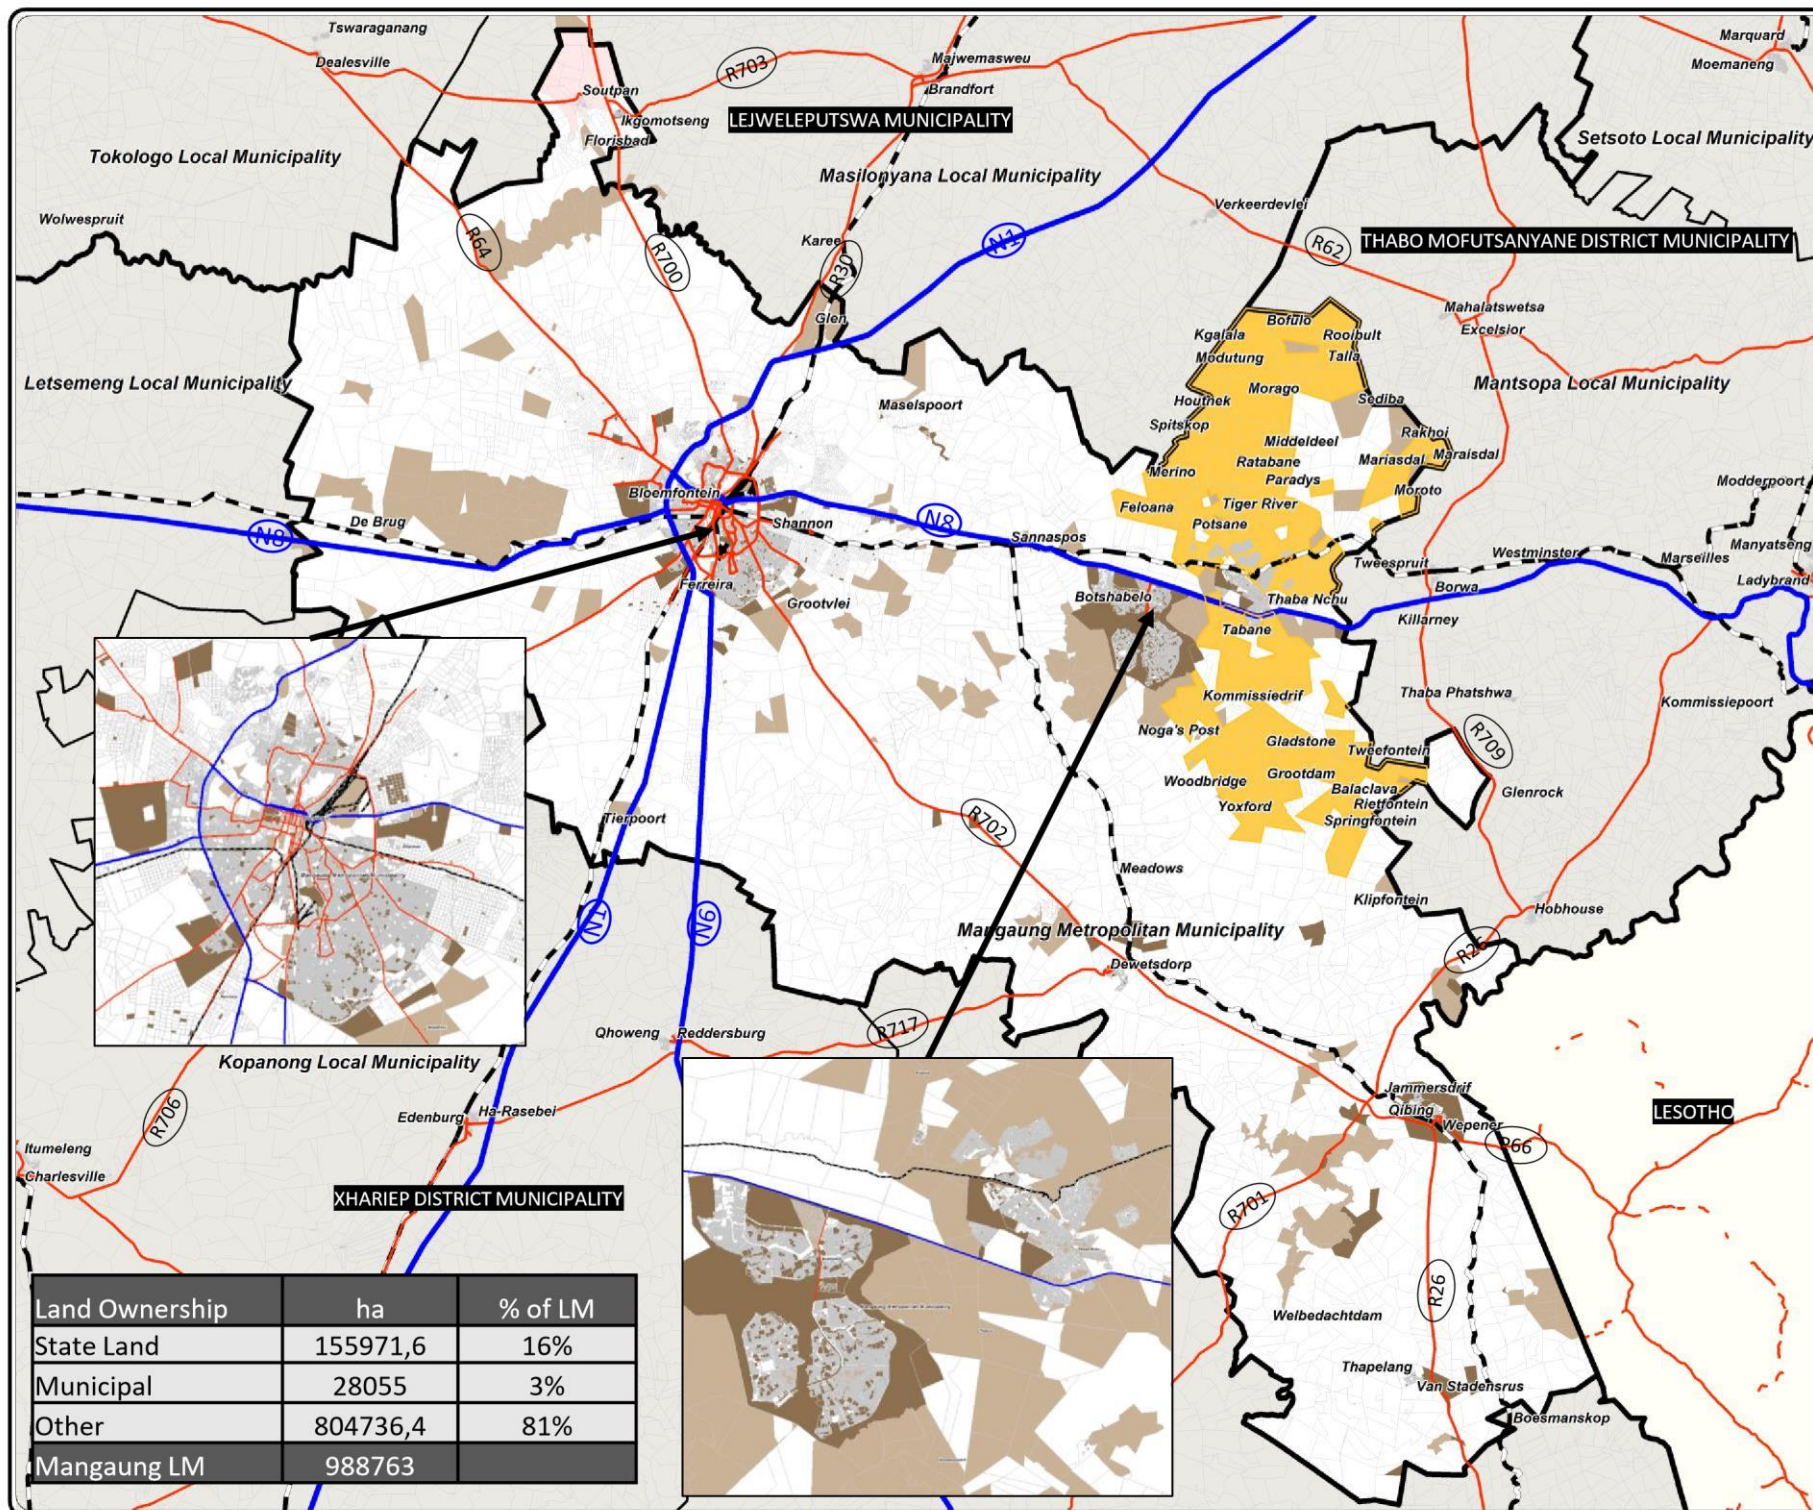 Tswaraganang
Dealesville
R703
Majwemasweu
Brandfort
Marquard
Moemaneng
Soutpan
Ikgomotseng
Florisbad
LEJWELEPUTSWA MUNICIPALITY
Tokologo Local Municipality
Setsoto Local Municipality
Masilonyana Local Municipality
Wolwespruit
Verkeerdevlei
R64
R700
Karee
R30
N1
R62
THABO MOFUTSANYANE DISTRICT MUNICIPALITY
Glen
Mahalatswetsa
Excelsior
Kgalala
Bofulo
Rooibult
Modutung
Talla
Letsemeng Local Municipality
Mantsopa Local Municipality
Morago
Houtnek
Sediba
Maselspoort
Spitskop
Rakhoi
Middeldeel
Maraisdal
Ratabane
Mariasdal
Merino
Paradys
Moroto
Modderpoort
Bloemfontein
Feloana
Tiger River
De Brug
N8
Shannon
N8
Potsane
Sannaspos
Tweespruit
Westminster
Marseilles
Manyatseng
Ladybrand
Borwa
Ferreira
Grootvlei
Botshabelo
Thaba Nchu
Killarney
Tabane
Thaba Phatshwa
Kommissiedrif
Kommissiepoort
Noga's Post
Gladstone
Tweefontein
R709
Woodbridge
Grootdam
Balaclava
Glenrock
Yoxford
Rietfontein
Springfontein
Tierpoort
R702
Meadows
Klipfontein
Hobhouse
N1
N6
Mangaung Metropolitan Municipality
R26
Dewetsdorp
Qhoweng
Reddersburg
R717
Kopanong Local Municipality
Jammersdrif
Qibing
Wepener
LESOTHO
R706
Edenburg
Ha-Rasebei
R66
Itumeleng
Charlesville
XHARIEP DISTRICT MUNICIPALITY
R701
R26
Welbedachtdam
Thapelang
Van Stadensrus
Boesmanskop
Land Ownership ha % of LM
State Land 155971,6 16%
Municipal 28055 3%
Other 804736,4 81%
Mangaung LM 988763